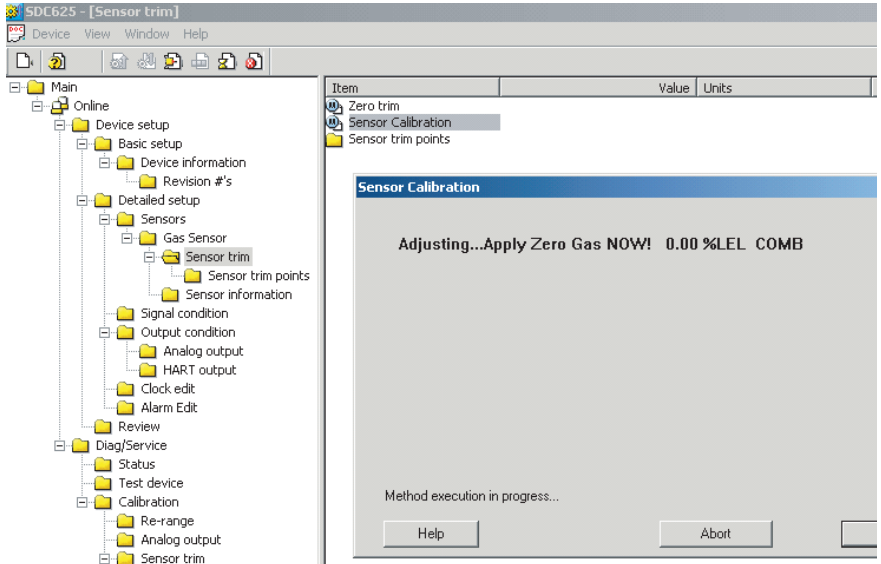 SDC625 - [Sensor trim]
Device View Window Help
Main
Online
Device setup
Basic setup
Device information
Revision #'s
Detailed setup
Sensors
Gas Sensor
Sensor trim
Sensor trim points
Sensor information
Signal condition
Output condition
Analog output
HART output
Clock edit
Alarm Edit
Review
Diag/Service
Status
Test device
Calibration
Re-range
Analog output
Sensor trim
Item Value Units
Zero trim
Sensor Calibration
Sensor trim points
Sensor Calibration
Adjusting...Apply Zero Gas NOW! 0.00 %LEL COMB
Method execution in progress...
Help Abort